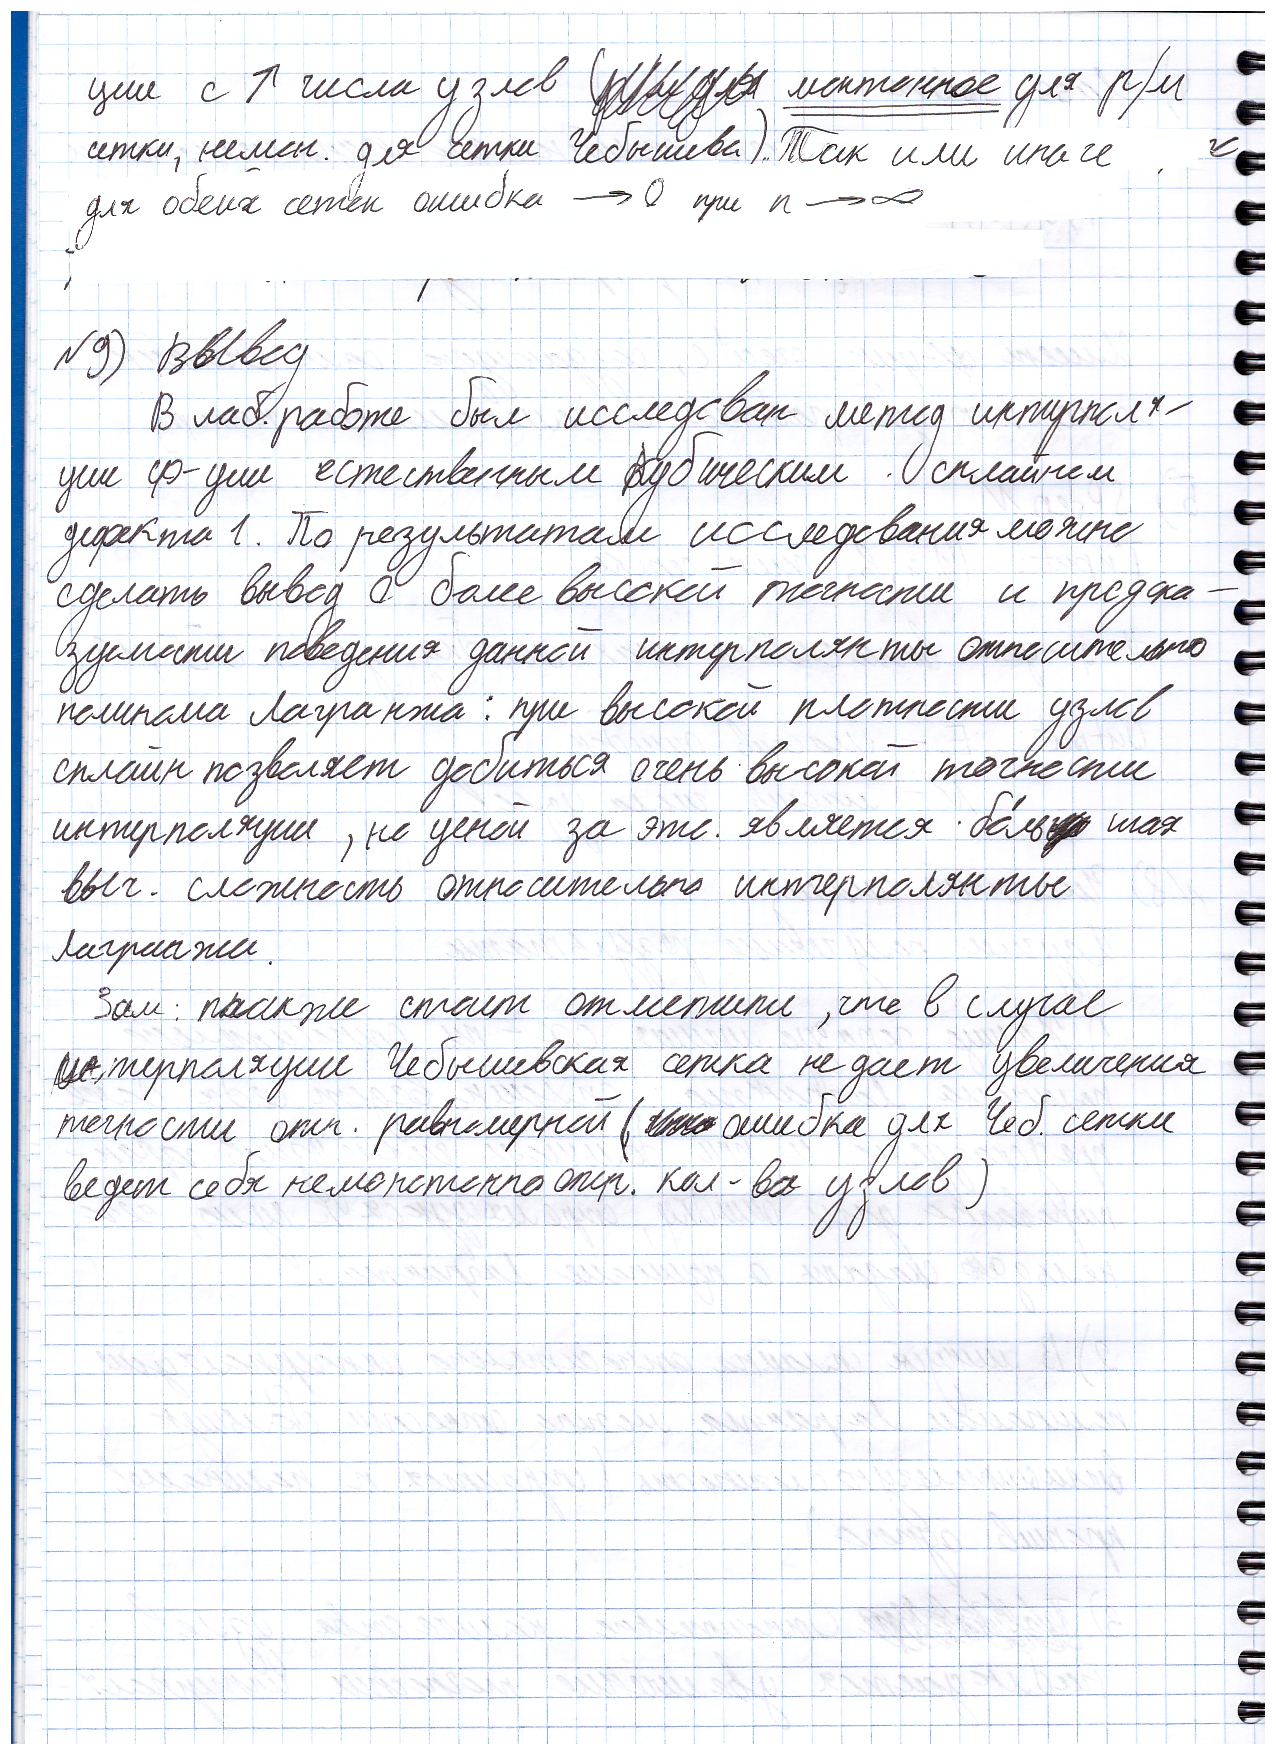 ции с ↑ числа узлов ( монтонное для р/м
сетки, немон. для сетки Чебышева). Так или иначе
для обеих сеток ошибка → 0 при n → ∞
№9) Вывод
В лаб. работе был исследован метод интерполя-
ции ф-ции естественным кубическим сплайном
дефекта 1. По результатам исследования можно
сделать вывод о более высокой точности и предска-
зуемости поведения данной интерполянты относительно
полинома Лагранжа: при высокой плотности узлов
сплайн позволяет добиться очень высокой точности
интерполяции, но ценой за это является большая
выч. сложность относительно интерполянты
Лагранжа.
Зам: также стоит отметить, что в случае
интерполяции Чебышевская сетка не дает увеличения
точности отн. равномерной ( ошибка для Чеб. сетки
ведет себя немонотонно отн. кол-ва узлов)